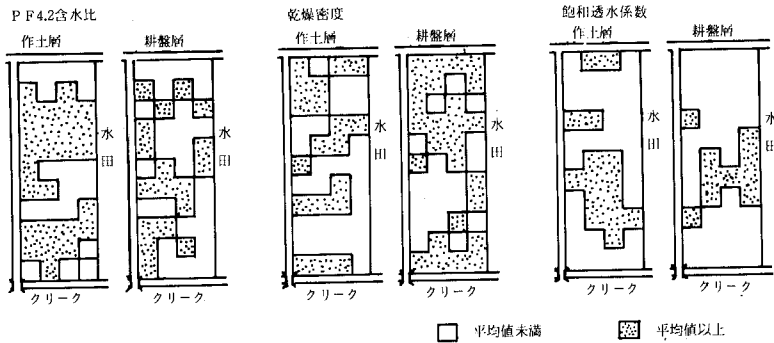 PF4.2含水比
作土層
耕盤層
水田
水田
クリーク
クリーク
乾燥密度
作土層
耕盤層
水田
水田
クリーク
クリーク
飽和透水係数
作土層
耕盤層
水田
水田
クリーク
クリーク
平均値未満
平均値以上